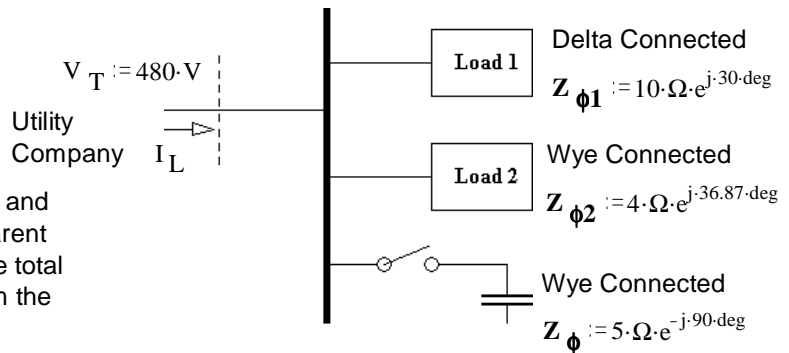 V T := 480·V
Utility
Company I L
and
arent
e total
n the
Load 1
Delta Connected
Z ϕ1 := 10·Ω·e^j·30·deg
Load 2
Wye Connected
Z ϕ2 := 4·Ω·e^j·36.87·deg
Wye Connected
Z ϕ := 5·Ω·e^-j·90·deg